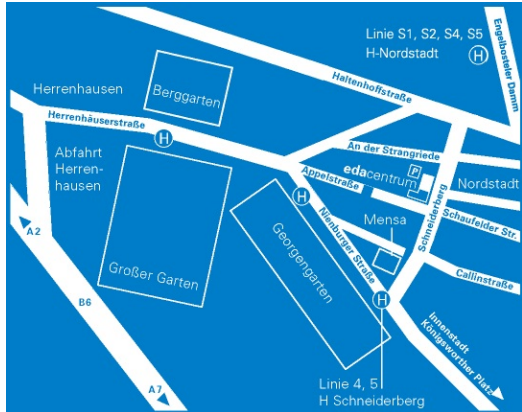 Linie S1, S2, S4, S5
H-Nordstadt
H
Engelbosteler Damm
Haltenhoffstraße
Herrenhausen
Berggarten
Herrenhäuserstraße
H
An der Strangriede
Abfahrt
Herren-
hausen
edacentrum
P
Appelstraße
Nordstadt
H
Schneiderberg
Schaufelder Str.
Mensa
Nienburger Straße
A2
Großer Garten
Georgengarten
Callinstraße
B6
H
Innenstadt
Königsworther Platz
Linie 4, 5
H Schneiderberg
A7